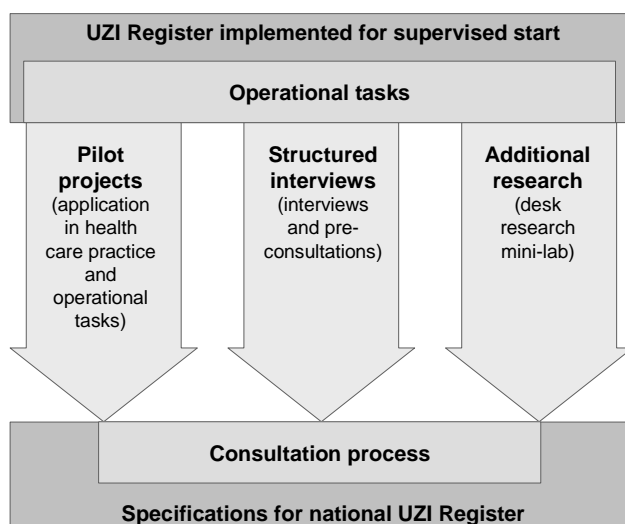 UZI Register implemented for supervised start
Operational tasks
Pilot
projects
(application
in health
care practice
and
operational
tasks)
Structured
interviews
(interviews
and pre-
consultations)
Additional
research
(desk
research
mini-lab)
Consultation process
Specifications for national UZI Register